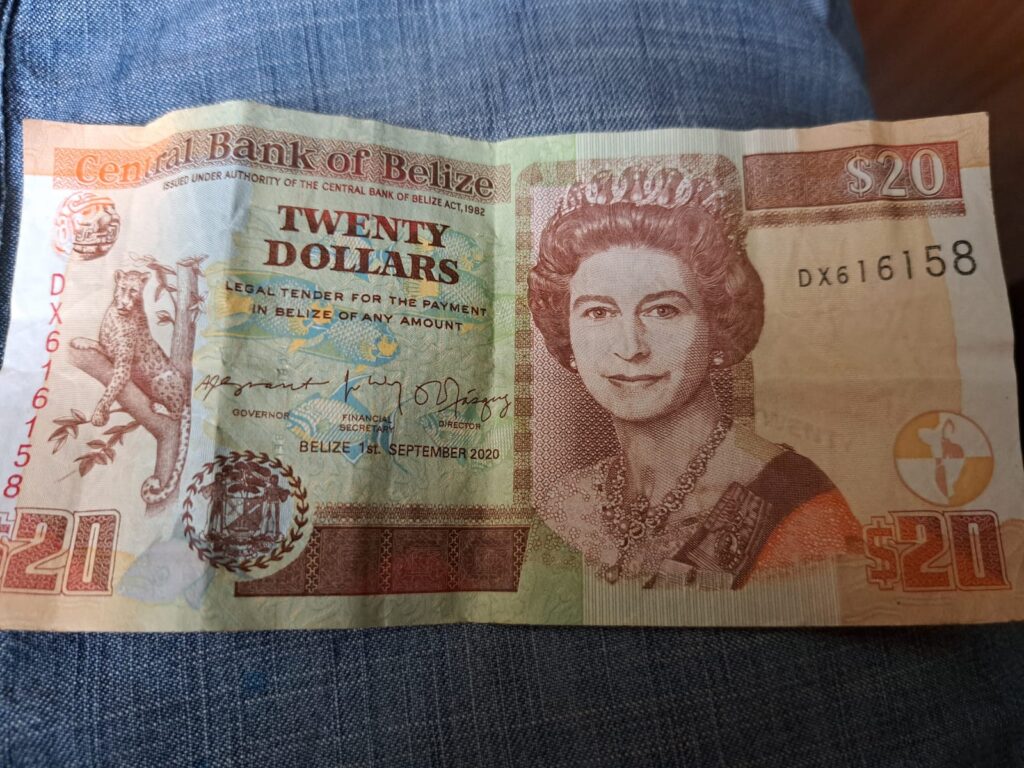 Central Bank of Belize
ISSUED UNDER AUTHORITY OF THE CENTRAL BANK OF BELIZE ACT, 1982
TWENTY
DOLLARS
LEGAL TENDER FOR THE PAYMENT
IN BELIZE OF ANY AMOUNT
GOVERNOR
FINANCIAL
SECRETARY
DIRECTOR
BELIZE 1st. SEPTEMBER 2020
DX616158
$20
$20
DX616158
$20